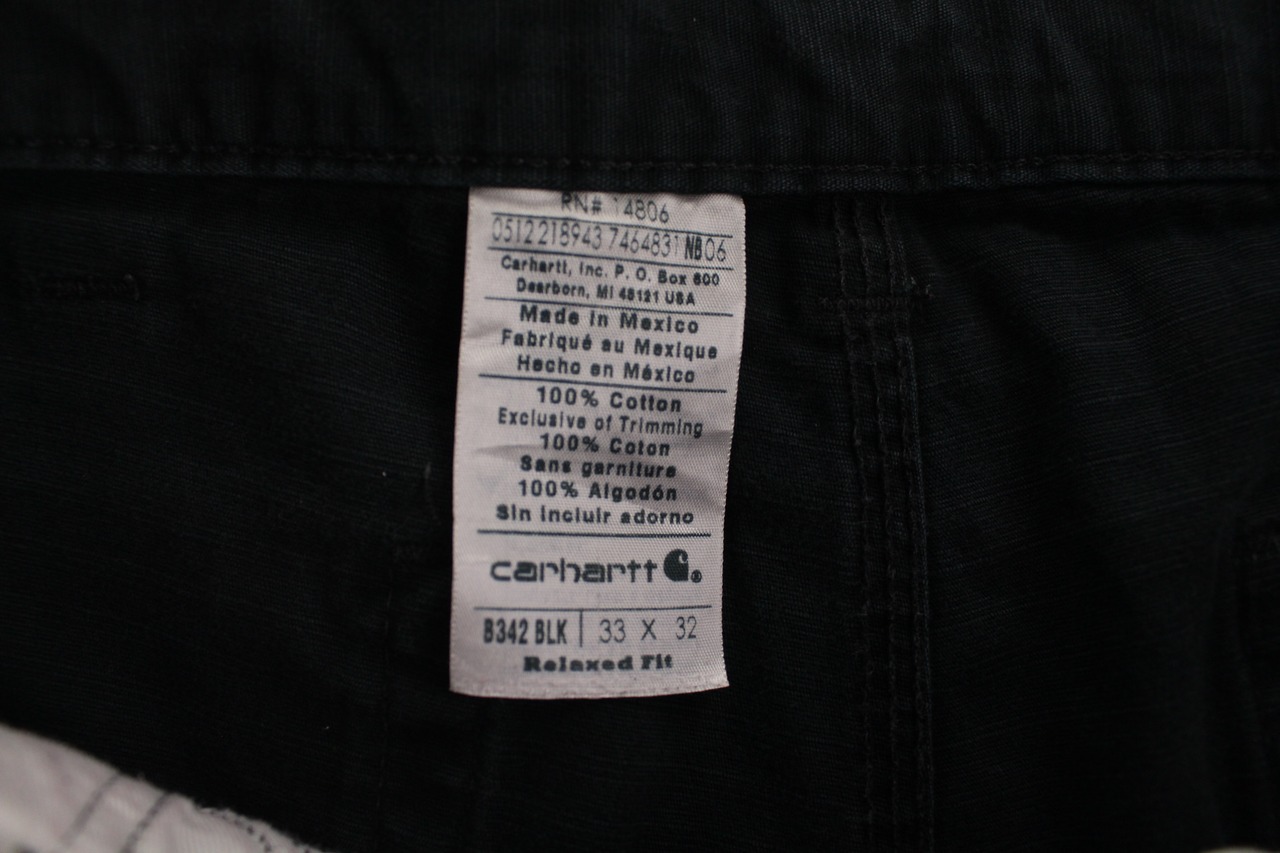 RN# 14806
0512218943 7464831 NB06
Carhartt, Inc. P. O. Box 600
Dearborn, MI 48121 USA
Made in Mexico
Fabriqué au Mexique
Hecho en México
100% Cotton
Exclusive of Trimming
100% Coton
Sans garniture
100% Algodón
Sin incluir adorno
carhartt ®
B342 BLK | 33 X 32
Relaxed Fit